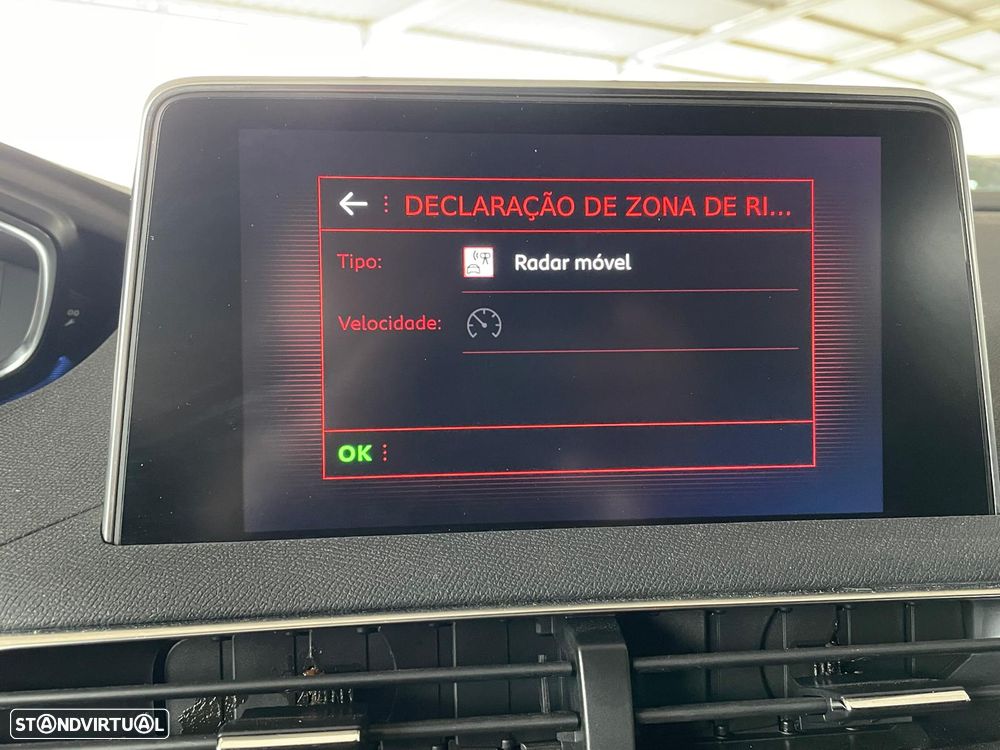 DECLARAÇÃO DE ZONA DE RI...
Tipo: Radar móvel
Velocidade:
OK
STANDVIRTUAL